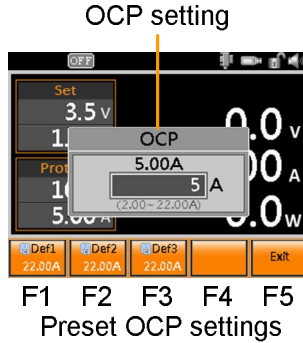 OCP setting
OFF
Set
3.5 V
1.
0.0 V
OCP
5.00A
5 A
(2.00~22.00A)
Prot
1
5.00 A
0 A
0.0 W
Def1 Def2 Def3 Exit
22.00A 22.00A 22.00A
F1 F2 F3 F4 F5
Preset OCP settings